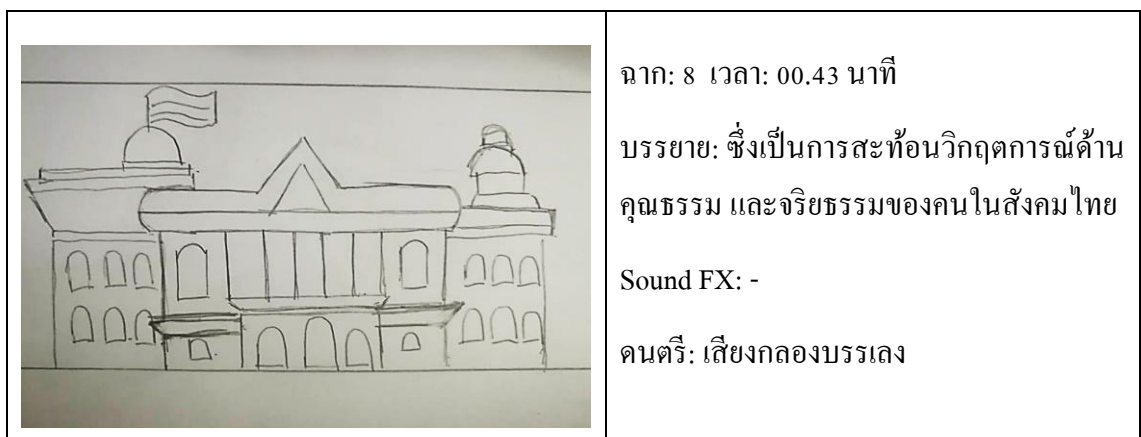 ฉาก: 8 เวลา: 00.43 นาที
บรรยาย: ซึ่งเป็นการสะท้อนวิกฤตการณ์ด้าน
คุณธรรม และจริยธรรมของคนในสังคมไทย
Sound FX: -
ดนตรี: เสียงกลองบรรเลง